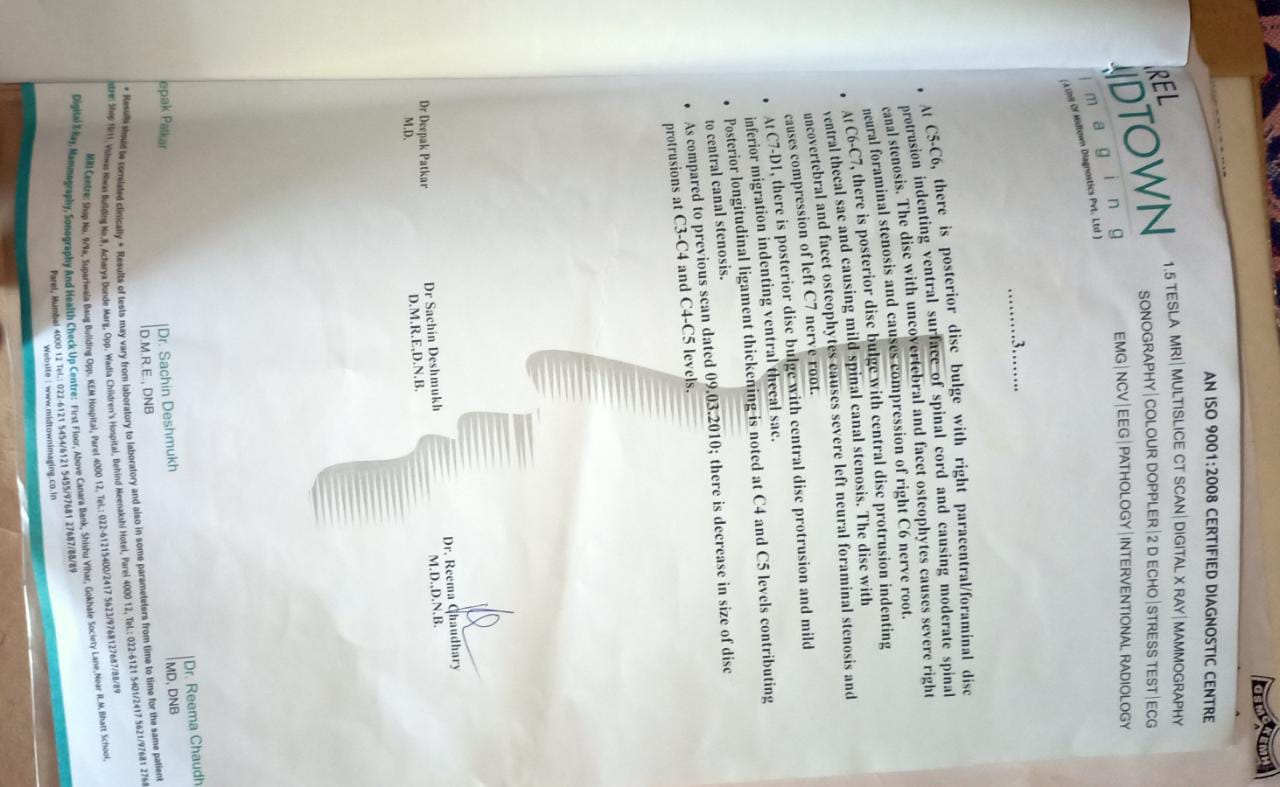 AN ISO 9001:2008 CERTIFIED DIAGNOSTIC CENTRE
REL
MIDTOWN
imaging
(A Unit Of Midtown Diagnostics Pvt. Ltd)
1.5 TESLA MRI | MULTISLICE CT SCAN | DIGITAL X RAY | MAMMOGRAPHY
SONOGRAPHY | COLOUR DOPPLER | 2 D ECHO | STRESS TEST | ECG
EMG | NCV | EEG | PATHOLOGY | INTERVENTIONAL RADIOLOGY
..........3........
• At C5-C6, there is posterior disc bulge with right paracentral/foraminal disc
protrusion indenting ventral surface of spinal cord and causing moderate spinal
canal stenosis. The disc with uncovertebral and facet osteophytes causes severe right
neural foraminal stenosis and causes compression of right C6 nerve root.
• At C6-C7, there is posterior disc bulge with central disc protrusion indenting
ventral thecal sac and causing mild spinal canal stenosis. The disc with
uncovertebral and facet osteophytes causes severe left neural foraminal stenosis and
causes compression of left C7 nerve root.
• At C7-D1, there is posterior disc bulge with central disc protrusion and mild
inferior migration indenting ventral thecal sac.
• Posterior longitudinal ligament thickening is noted at C4 and C5 levels contributing
to central canal stenosis.
• As compared to previous scan dated 09.03.2010; there is decrease in size of disc
protrusions at C3-C4 and C4-C5 levels.
Dr Deepak Patkar
M.D.
Dr Sachin Deshmukh
D.M.R.E.D.N.B.
Dr. Reema Chaudhary
M.D.,D.N.B.
epak Patkar
Dr. Sachin Deshmukh
D.M.R.E., DNB
Dr. Reema Chaudh
MD, DNB
• Results should be correlated clinically • Results of tests may vary from laboratory to laboratory and also in some parameters from time to time for the same patient
ntre: Shop 10/11, Vishwas Niwas Building No.8, Acharya Donde Marg, Opp. Wadia Children's Hospital, Behind Meenakshi Hotel, Parel 4000 12, Tel.: 022-6121 5401/2417 5621/97681 2768
MRI Centre: Shop No. 9/9a, Supariwala Baug Building Opp. KEM Hospital, Parel 4000 12, Tel.: 022-61215400/2417 5623/9768127687/88/89
Digital X-Ray, Mammography, Sonography And Health Check Up Centre: First Floor, Above Canara Bank, Shishu Vihar, Gokhale Society Lane, Near R.M.Bhatt School,
Parel, Mumbai 4000 12 Tel.: 022-6121 5454/6121 5455/97681 27687/88/89
Website : www.midtownimaging.co.in